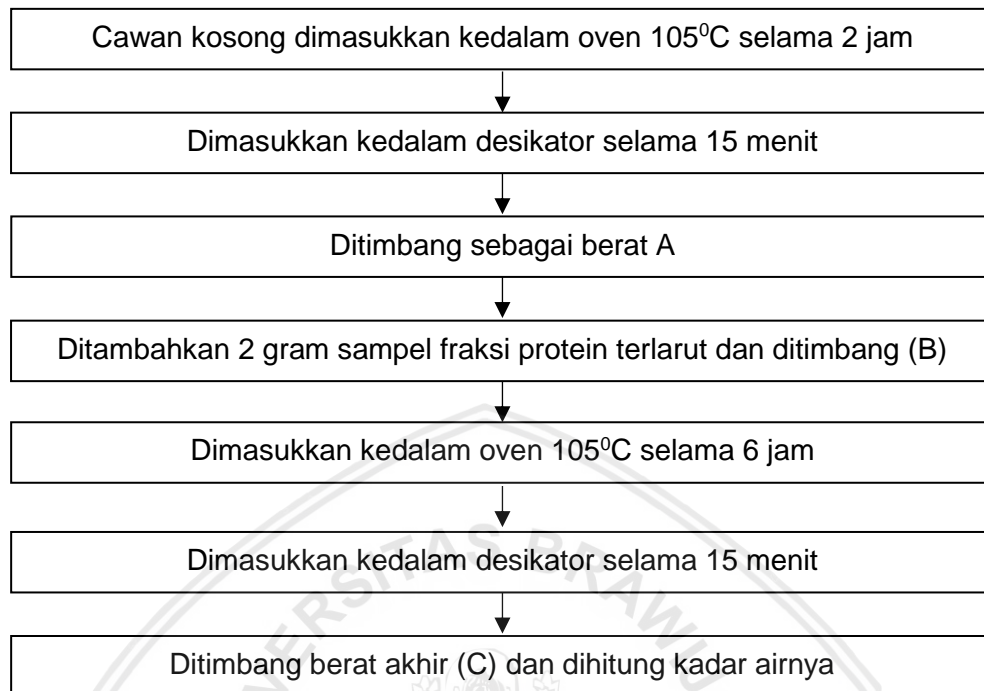 Cawan kosong dimasukkan kedalam oven 105⁰C selama 2 jam
Dimasukkan kedalam desikator selama 15 menit
Ditimbang sebagai berat A
Ditambahkan 2 gram sampel fraksi protein terlarut dan ditimbang (B)
Dimasukkan kedalam oven 105⁰C selama 6 jam
Dimasukkan kedalam desikator selama 15 menit
Ditimbang berat akhir (C) dan dihitung kadar airnya
ERSITAS BRAWIJ